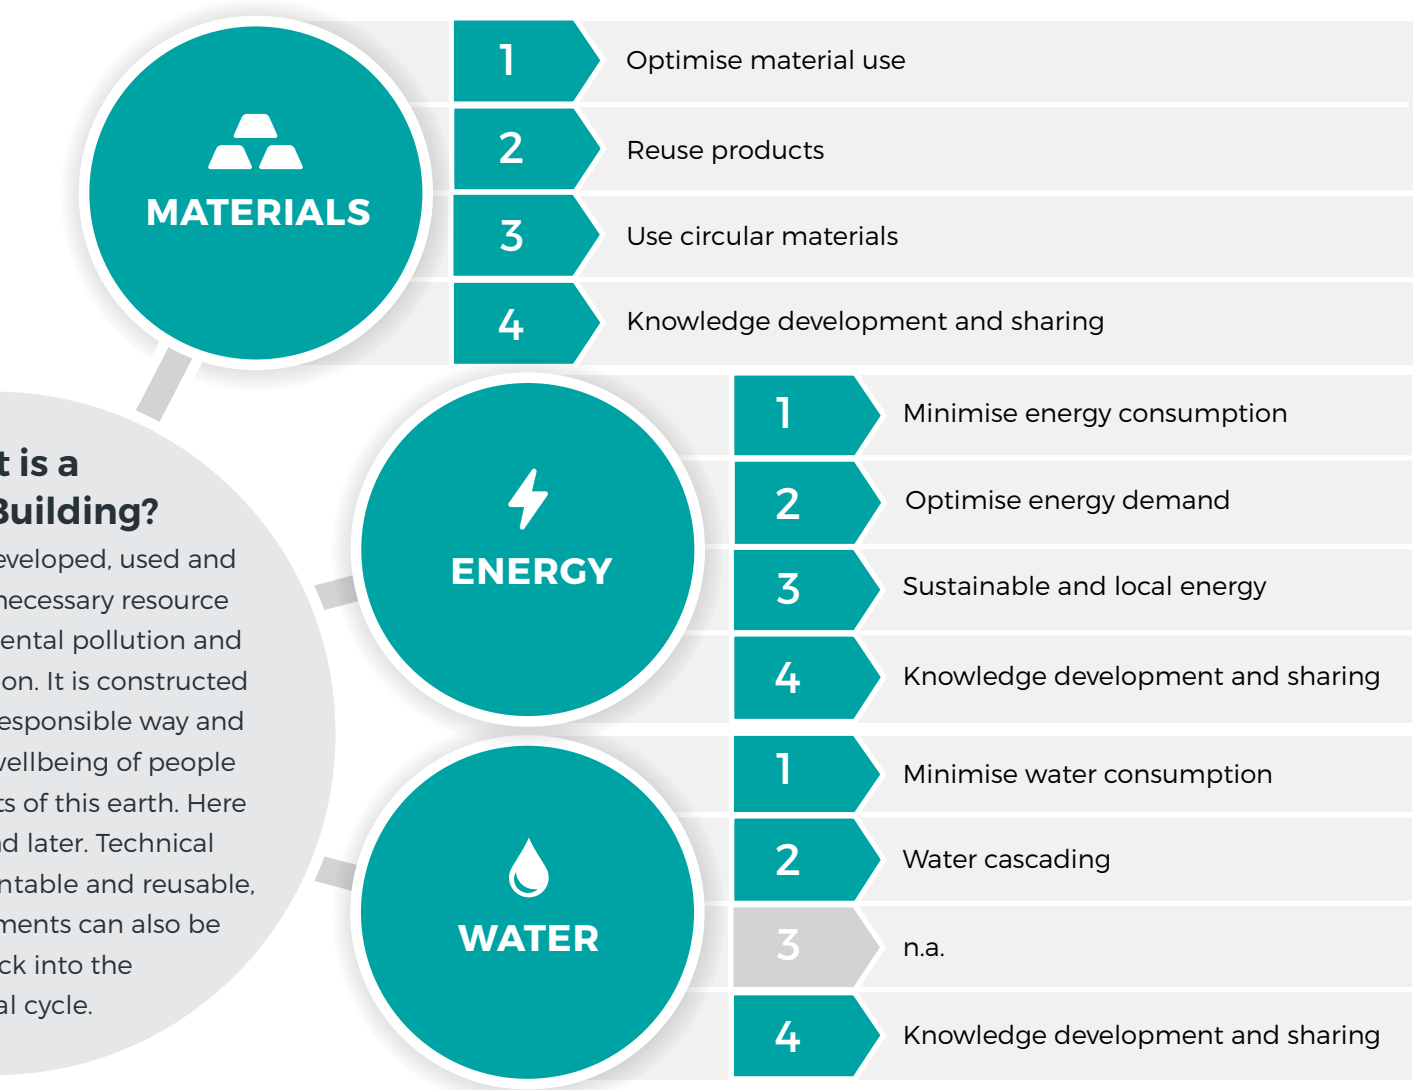 MATERIALS
1
Optimise material use
2
Reuse products
3
Use circular materials
4
Knowledge development and sharing
ENERGY
1
Minimise energy consumption
2
Optimise energy demand
3
Sustainable and local energy
4
Knowledge development and sharing
WATER
1
Minimise water consumption
2
Water cascading
3
n.a.
4
Knowledge development and sharing
t is a
Building?
eveloped, used and
necessary resource
ental pollution and
on. It is constructed
esponsible way and
wellbeing of people
ts of this earth. Here
nd later. Technical
ntable and reusable,
ments can also be
ck into the
al cycle.